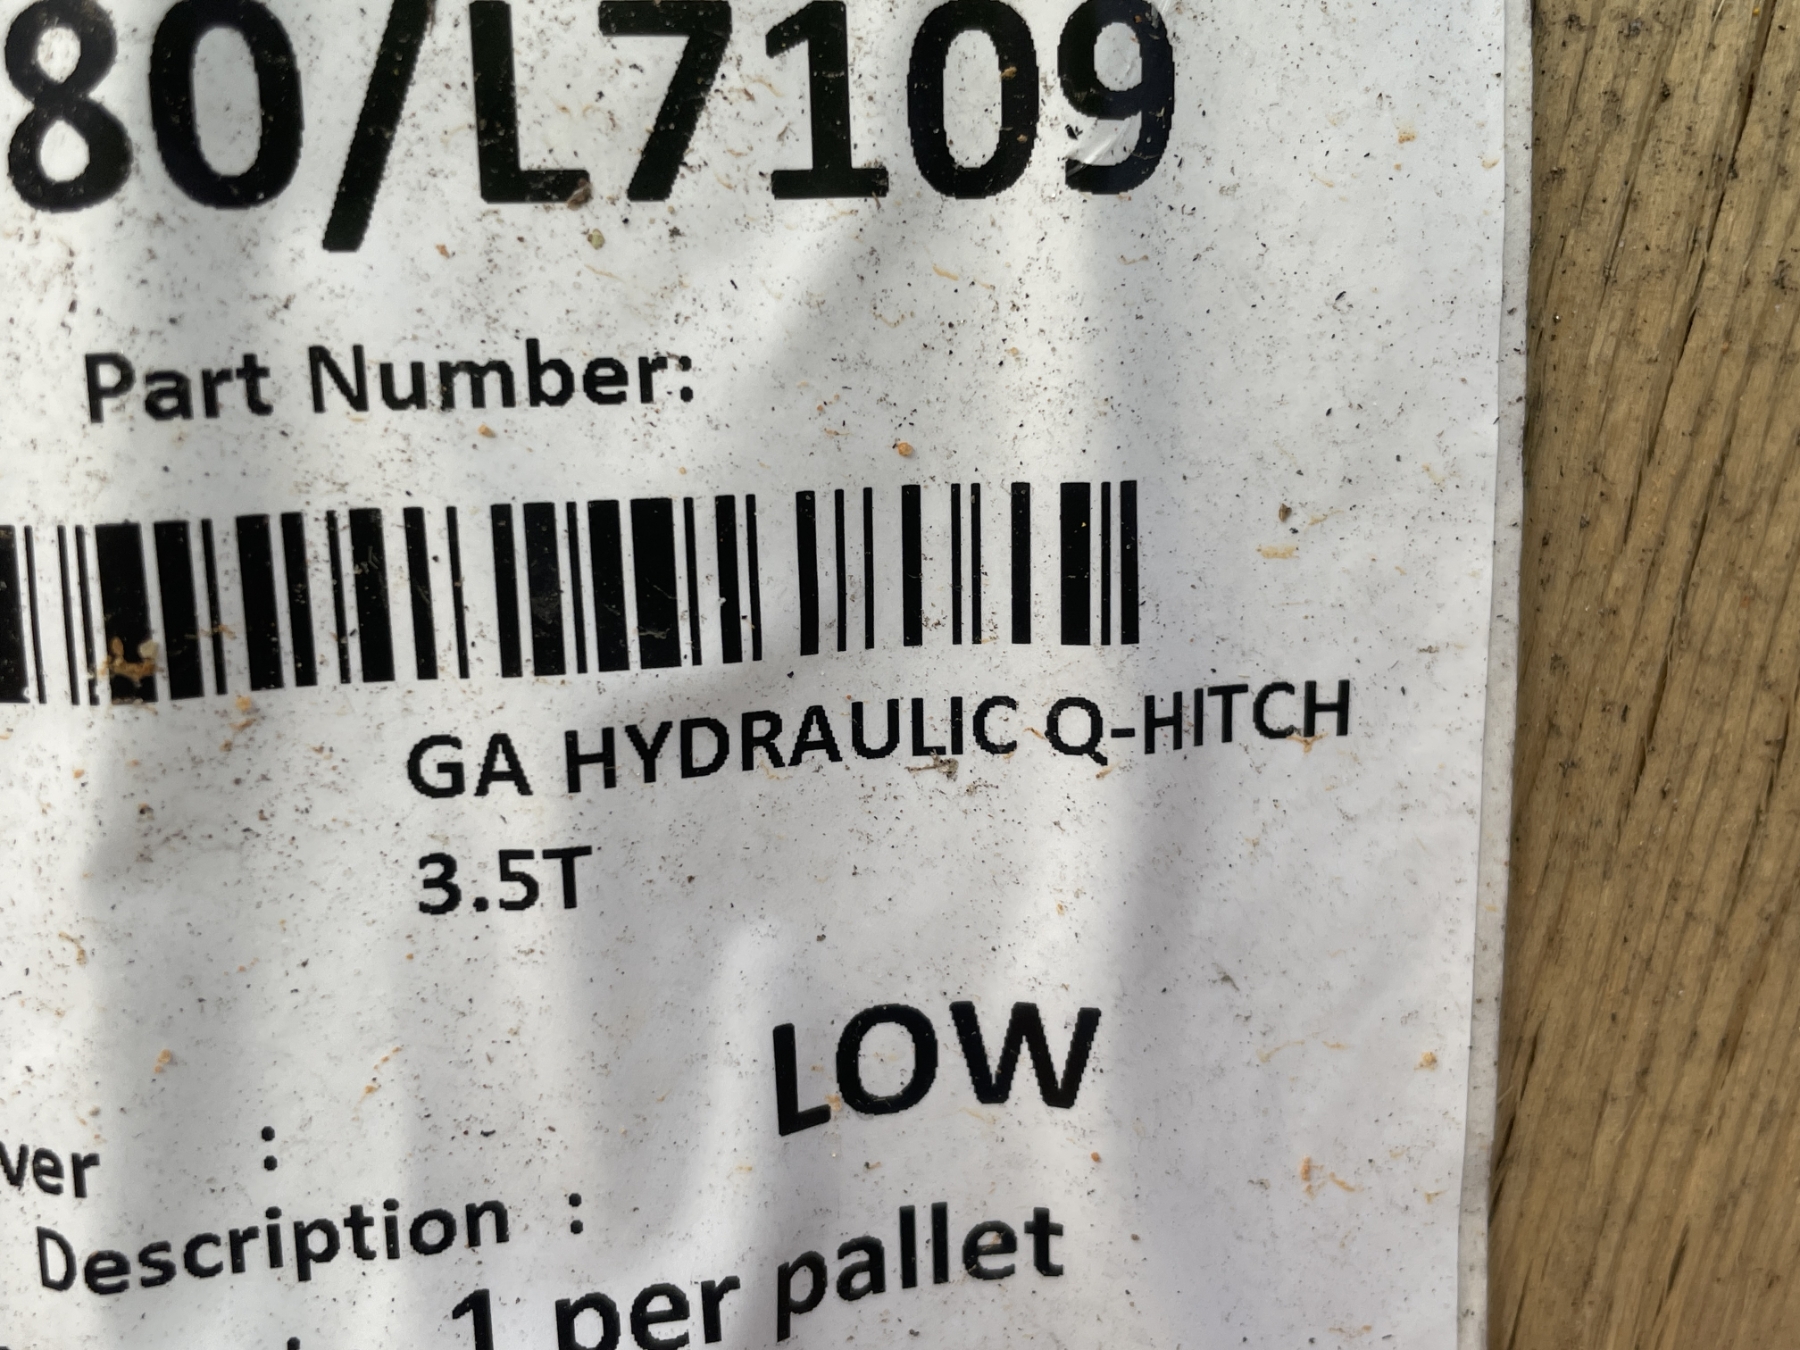 80/L7109
Part Number:
GA HYDRAULIC Q-HITCH
3.5T
LOW
ver :
Description :
1 per pallet